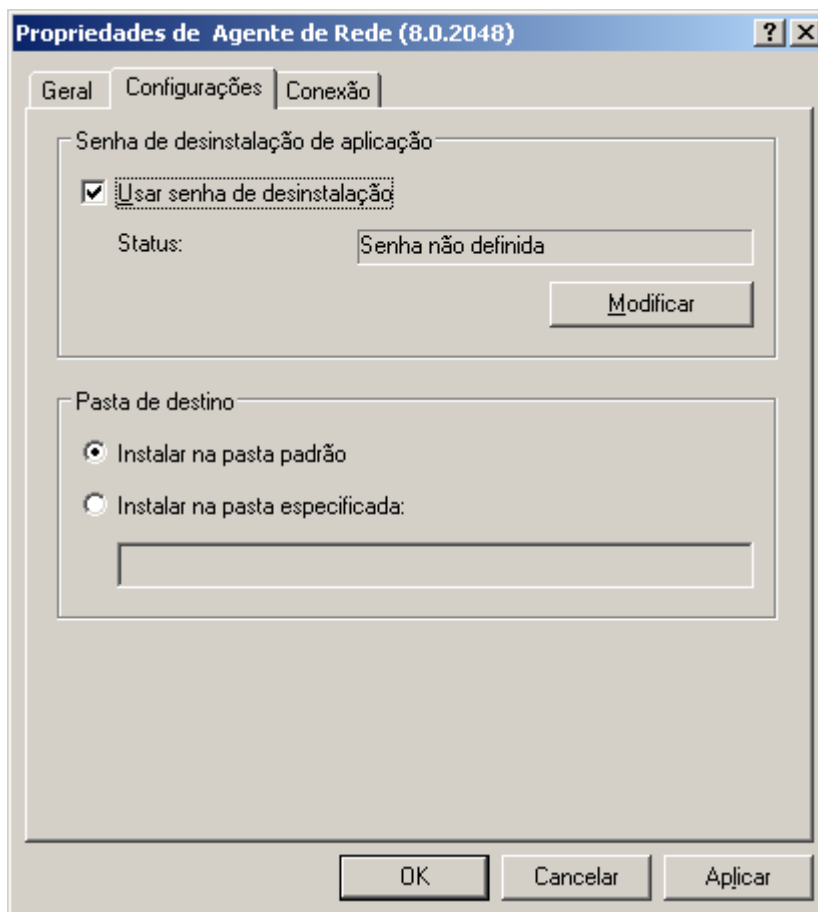 Propriedades de Agente de Rede (8.0.2048)
Geral
Configurações
Conexão
Senha de desinstalação de aplicação
Usar senha de desinstalação
Status:
Senha não definida
Modificar
Pasta de destino
Instalar na pasta padrão
Instalar na pasta especificada:
OK
Cancelar
Aplicar